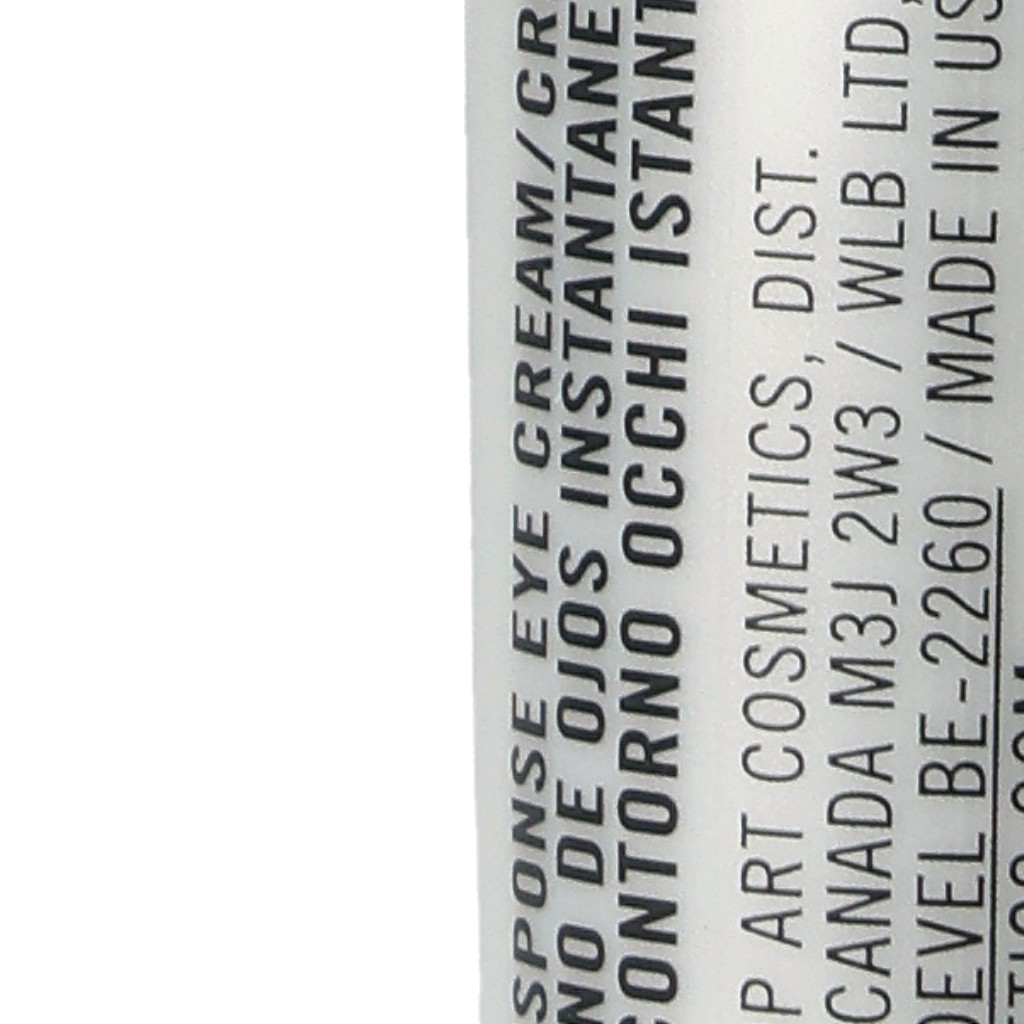 SPONSE EYE CREAM/CR
NO DE OJOS INSTANTANE
CONTORNO OCCHI ISTANT
P ART COSMETICS, DIST.
CANADA M3J 2W3 / WLB LTD,
DEVEL BE-2260 / MADE IN US